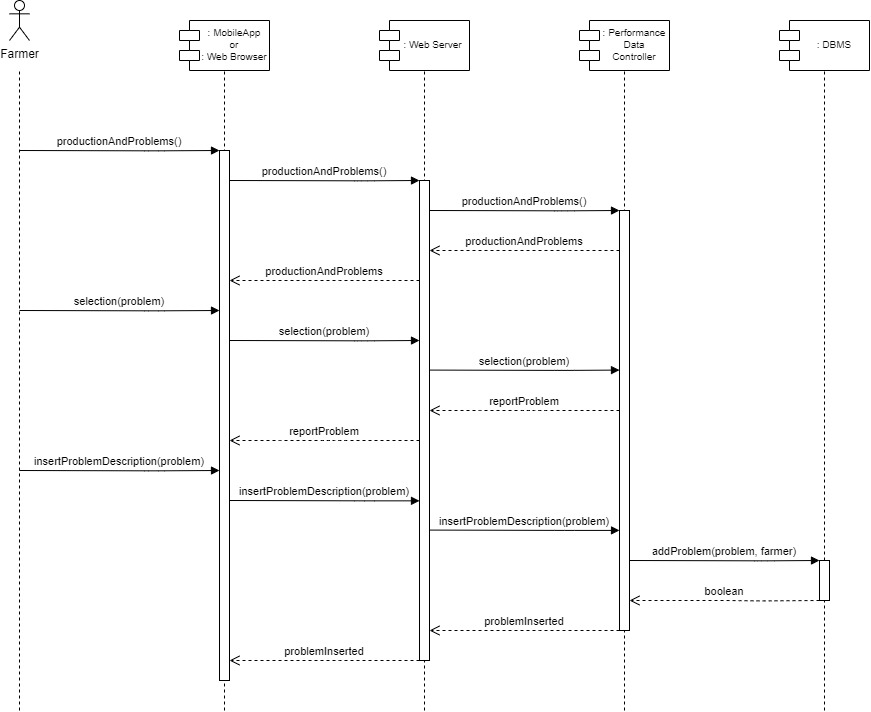 Farmer
: MobileApp
or
: Web Browser
: Web Server
: Performance
Data
Controller
: DBMS
productionAndProblems()
productionAndProblems()
productionAndProblems()
productionAndProblems
productionAndProblems
selection(problem)
selection(problem)
selection(problem)
reportProblem
reportProblem
insertProblemDescription(problem)
insertProblemDescription(problem)
insertProblemDescription(problem)
addProblem(problem, farmer)
boolean
problemInserted
problemInserted